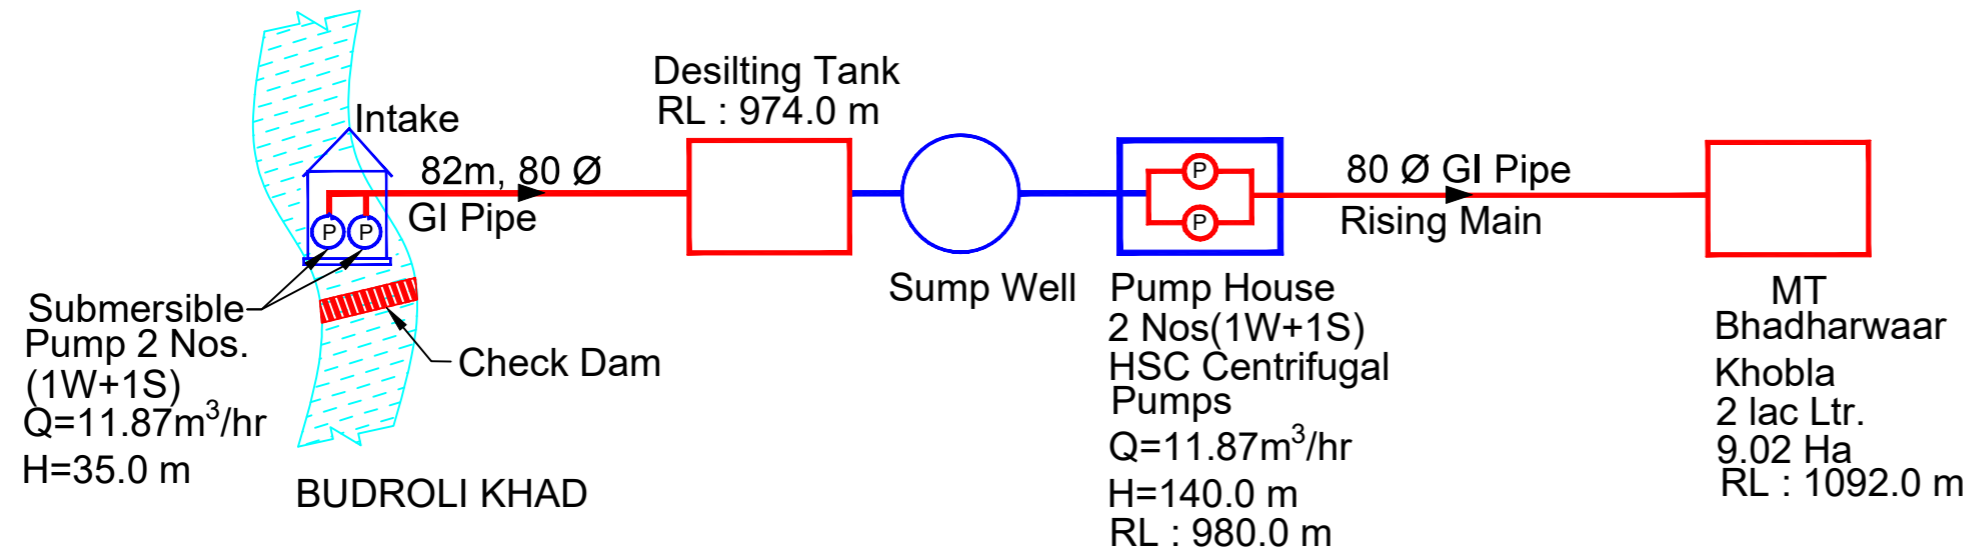 Intake
82m, 80 Ø
GI Pipe
P P
Submersible
Pump 2 Nos.
(1W+1S)
Q=11.87m³/hr
H=35.0 m
Check Dam
BUDROLI KHAD
Desilting Tank
RL : 974.0 m
Sump Well
P
P
Pump House
2 Nos(1W+1S)
HSC Centrifugal
Pumps
Q=11.87m³/hr
H=140.0 m
RL : 980.0 m
80 Ø GI Pipe
Rising Main
MT
Bhadharwaar
Khobla
2 lac Ltr.
9.02 Ha
RL : 1092.0 m